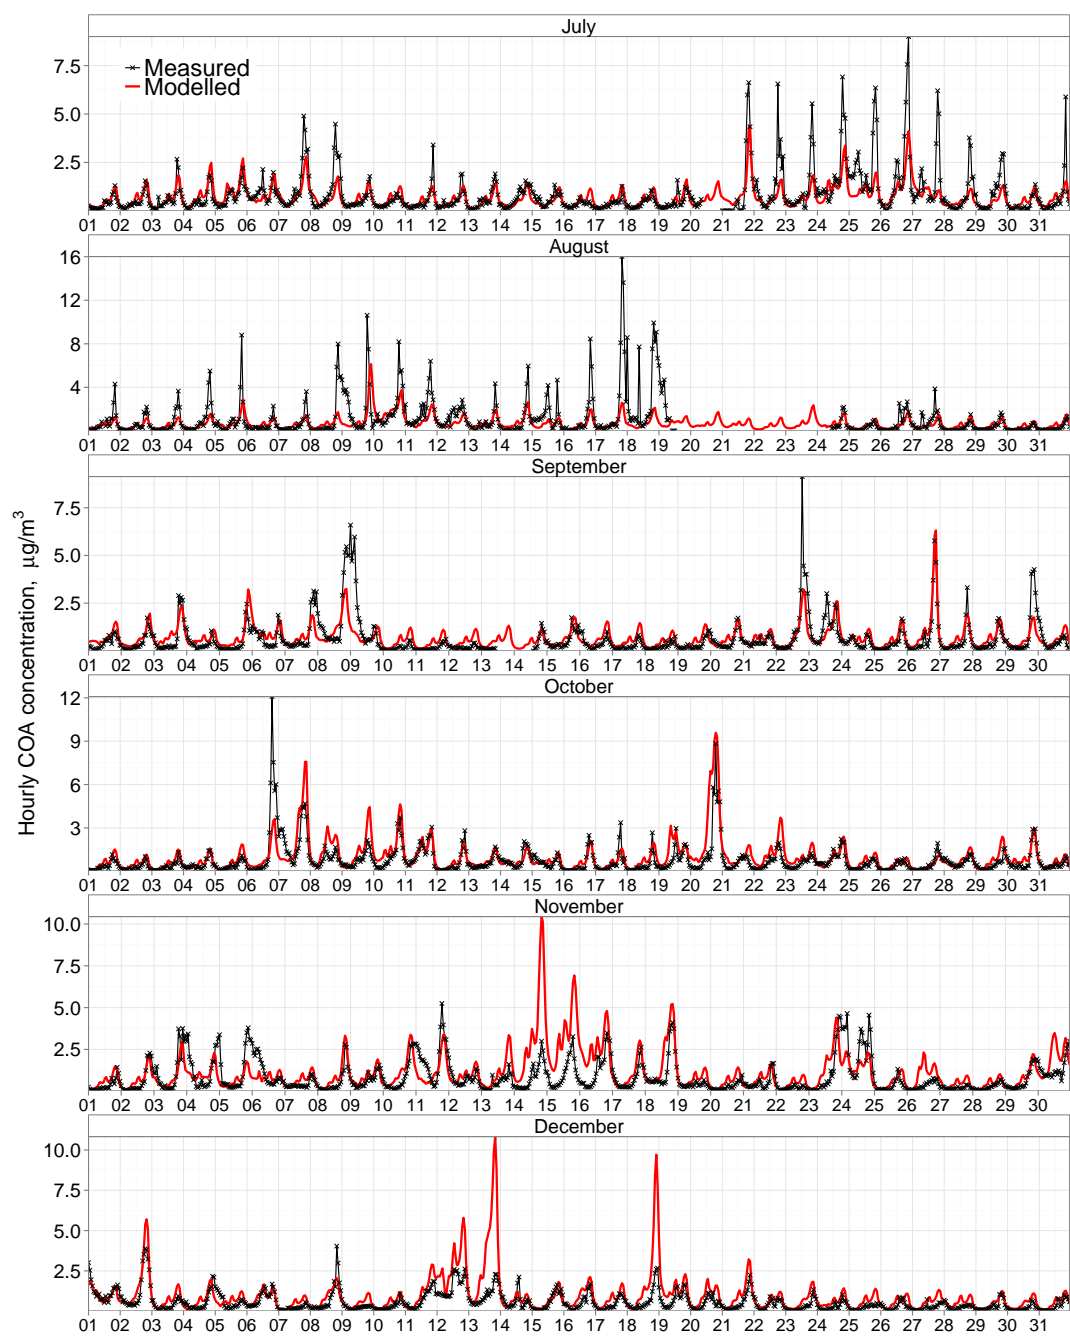 July
7.5
5.0
2.5
Measured
Modelled
01 02 03 04 05 06 07 08 09 10 11 12 13 14 15 16 17 18 19 20 21 22 23 24 25 26 27 28 29 30 31
August
16
12
8
4
01 02 03 04 05 06 07 08 09 10 11 12 13 14 15 16 17 18 19 20 21 22 23 24 25 26 27 28 29 30 31
September
7.5
5.0
2.5
01 02 03 04 05 06 07 08 09 10 11 12 13 14 15 16 17 18 19 20 21 22 23 24 25 26 27 28 29 30
Hourly COA concentration, μg/m³
October
12
9
6
3
01 02 03 04 05 06 07 08 09 10 11 12 13 14 15 16 17 18 19 20 21 22 23 24 25 26 27 28 29 30 31
November
10.0
7.5
5.0
2.5
01 02 03 04 05 06 07 08 09 10 11 12 13 14 15 16 17 18 19 20 21 22 23 24 25 26 27 28 29 30
December
10.0
7.5
5.0
2.5
01 02 03 04 05 06 07 08 09 10 11 12 13 14 15 16 17 18 19 20 21 22 23 24 25 26 27 28 29 30 31